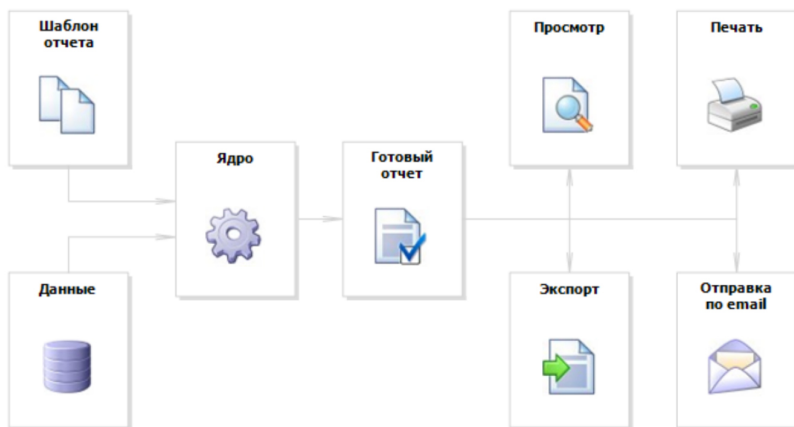 Шаблон
отчета
Просмотр
Печать
Ядро
Готовый
отчет
Данные
Экспорт
Отправка
по email